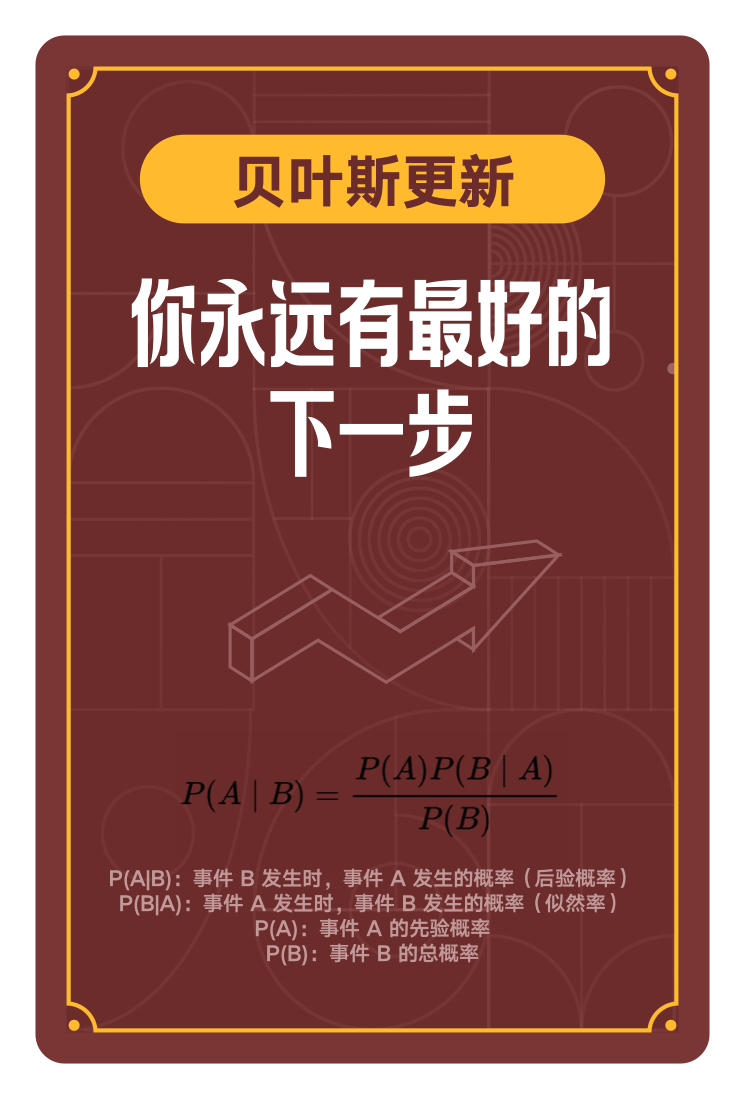 贝叶斯更新
你永远有最好的
下一步
P(A | B) = P(A)P(B | A) / P(B)
P(A|B)：事件 B 发生时，事件 A 发生的概率（后验概率）
P(B|A)：事件 A 发生时，事件 B 发生的概率（似然率）
P(A)：事件 A 的先验概率
P(B)：事件 B 的总概率